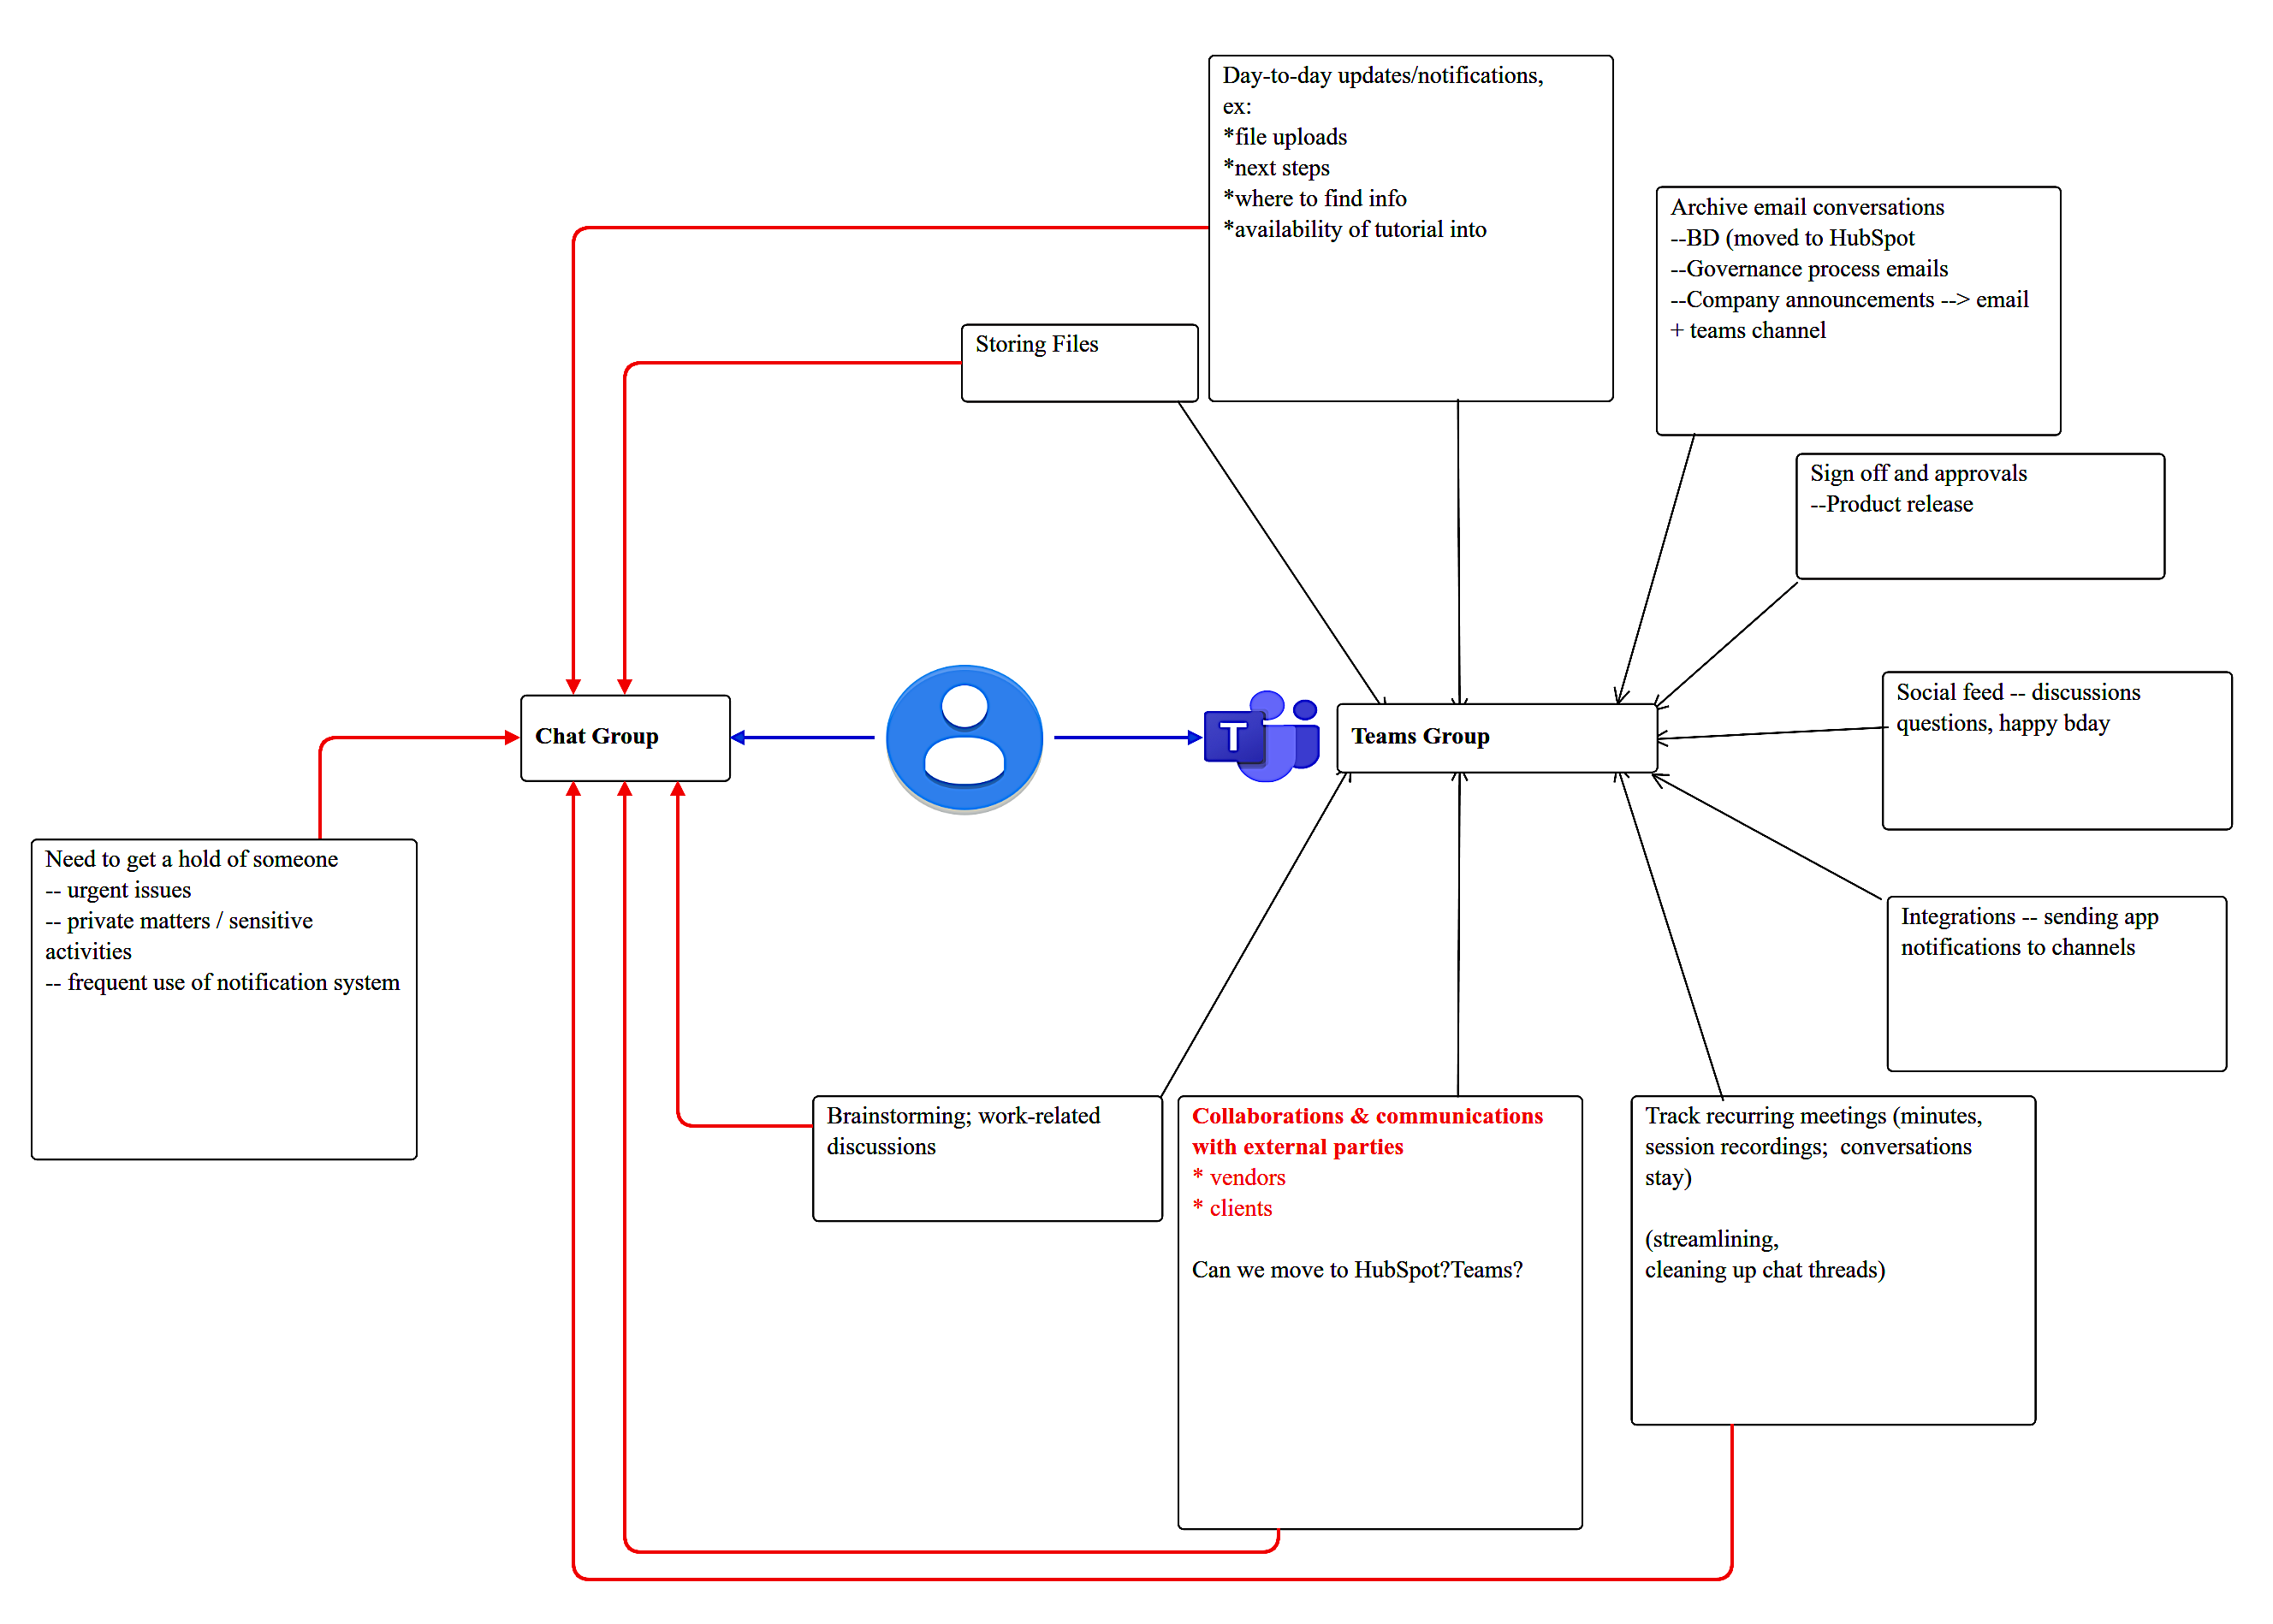 Day-to-day updates/notifications,
ex:
*file uploads
*next steps
*where to find info
*availability of tutorial into
Archive email conversations
--BD (moved to HubSpot
--Governance process emails
--Company announcements --> email
+ teams channel
Storing Files
Sign off and approvals
--Product release
Social feed -- discussions
questions, happy bday
Chat Group
T
Teams Group
Need to get a hold of someone
-- urgent issues
-- private matters / sensitive
activities
-- frequent use of notification system
Integrations -- sending app
notifications to channels
Brainstorming; work-related
discussions
Collaborations & communications
with external parties
* vendors
* clients
Can we move to HubSpot?Teams?
Track recurring meetings (minutes,
session recordings;  conversations
stay)
(streamlining,
cleaning up chat threads)